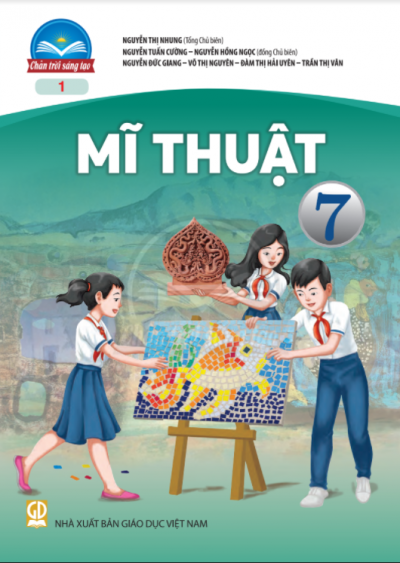 NGUYỄN THỊ NHUNG (Tổng Chủ biên)
NGUYỄN TUẤN CƯỜNG – NGUYỄN HỒNG NGỌC (đồng Chủ biên)
NGUYỄN ĐỨC GIANG – VÕ THỊ NGUYÊN – ĐÀM THỊ HẢI UYÊN – TRẦN THỊ VÂN
Chân trời sáng tạo
1
MĨ THUẬT
7
GD
NHÀ XUẤT BẢN GIÁO DỤC VIỆT NAM